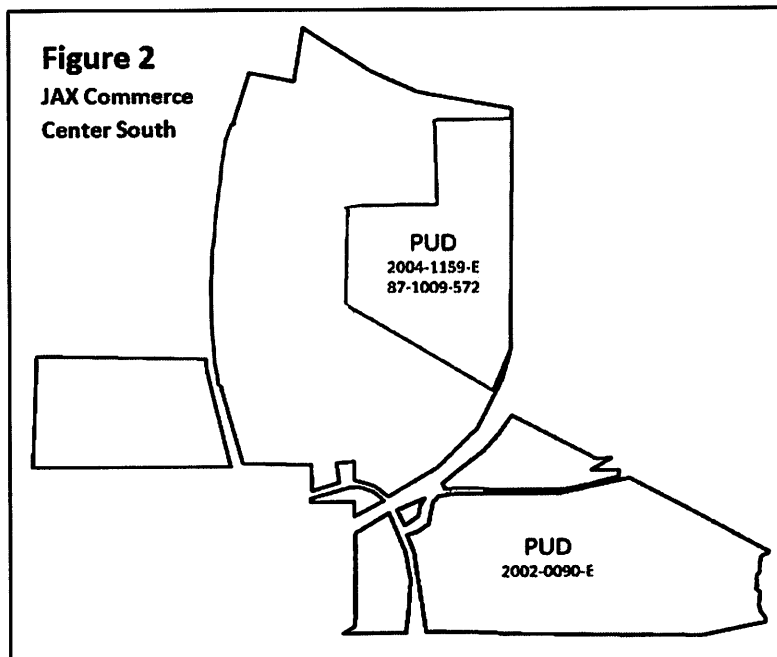 Figure 2
JAX Commerce
Center South
PUD
2004-1159-E
87-1009-572
PUD
2002-0090-E